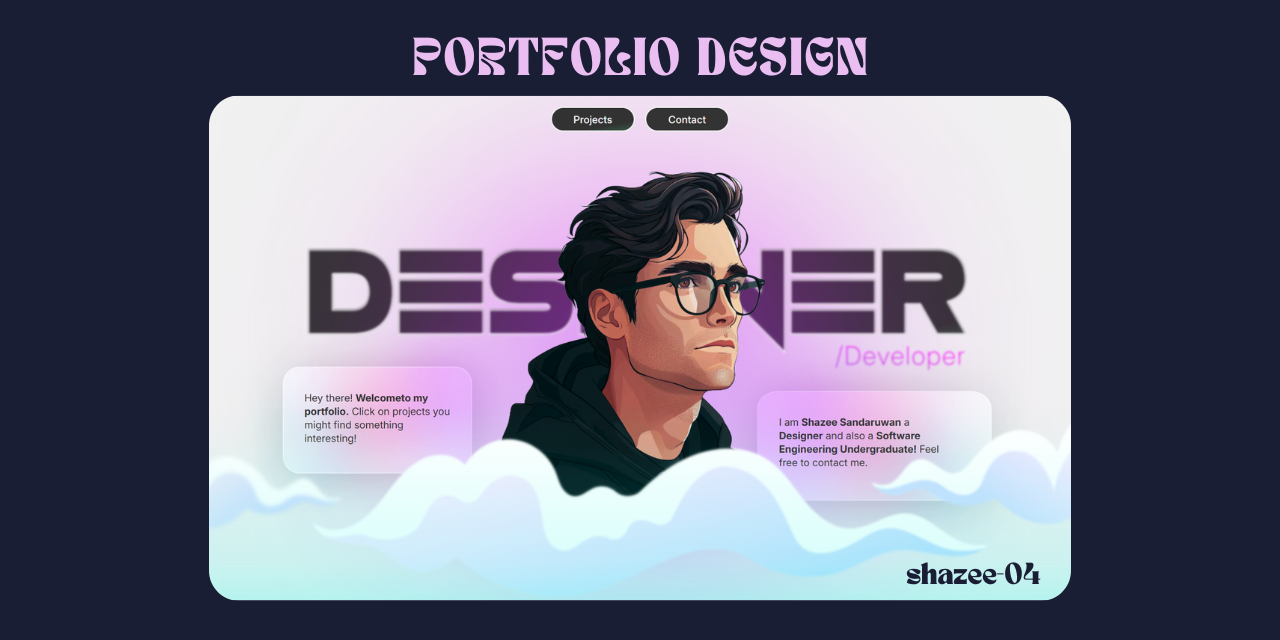 PORTFOLIO DESIGN
Projects
Contact
DES NER
/Developer
Hey there! Welcometo my
portfolio. Click on projects you
might find something
interesting!
I am Shazee Sandaruwan a
Designer and also a Software
Engineering Undergraduate! Feel
free to contact me.
shazee-04